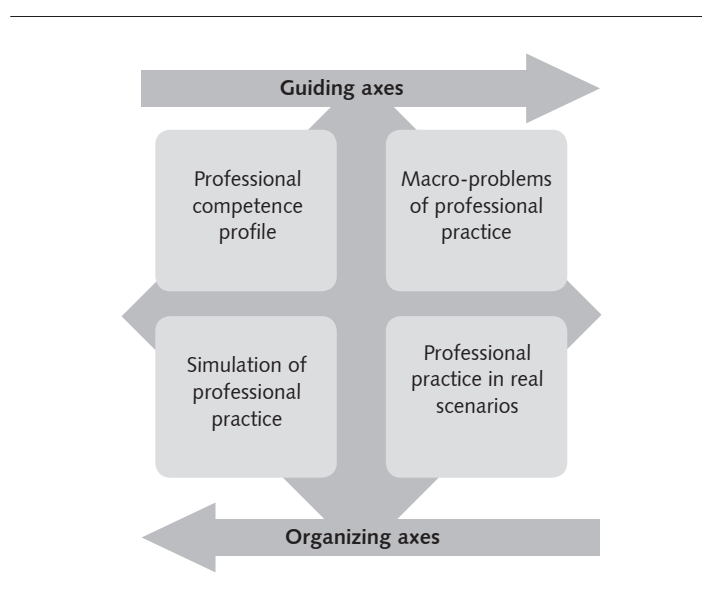 Guiding axes
Professional
competence
profile
Macro-problems
of professional
practice
Simulation of
professional
practice
Professional
practice in real
scenarios
Organizing axes